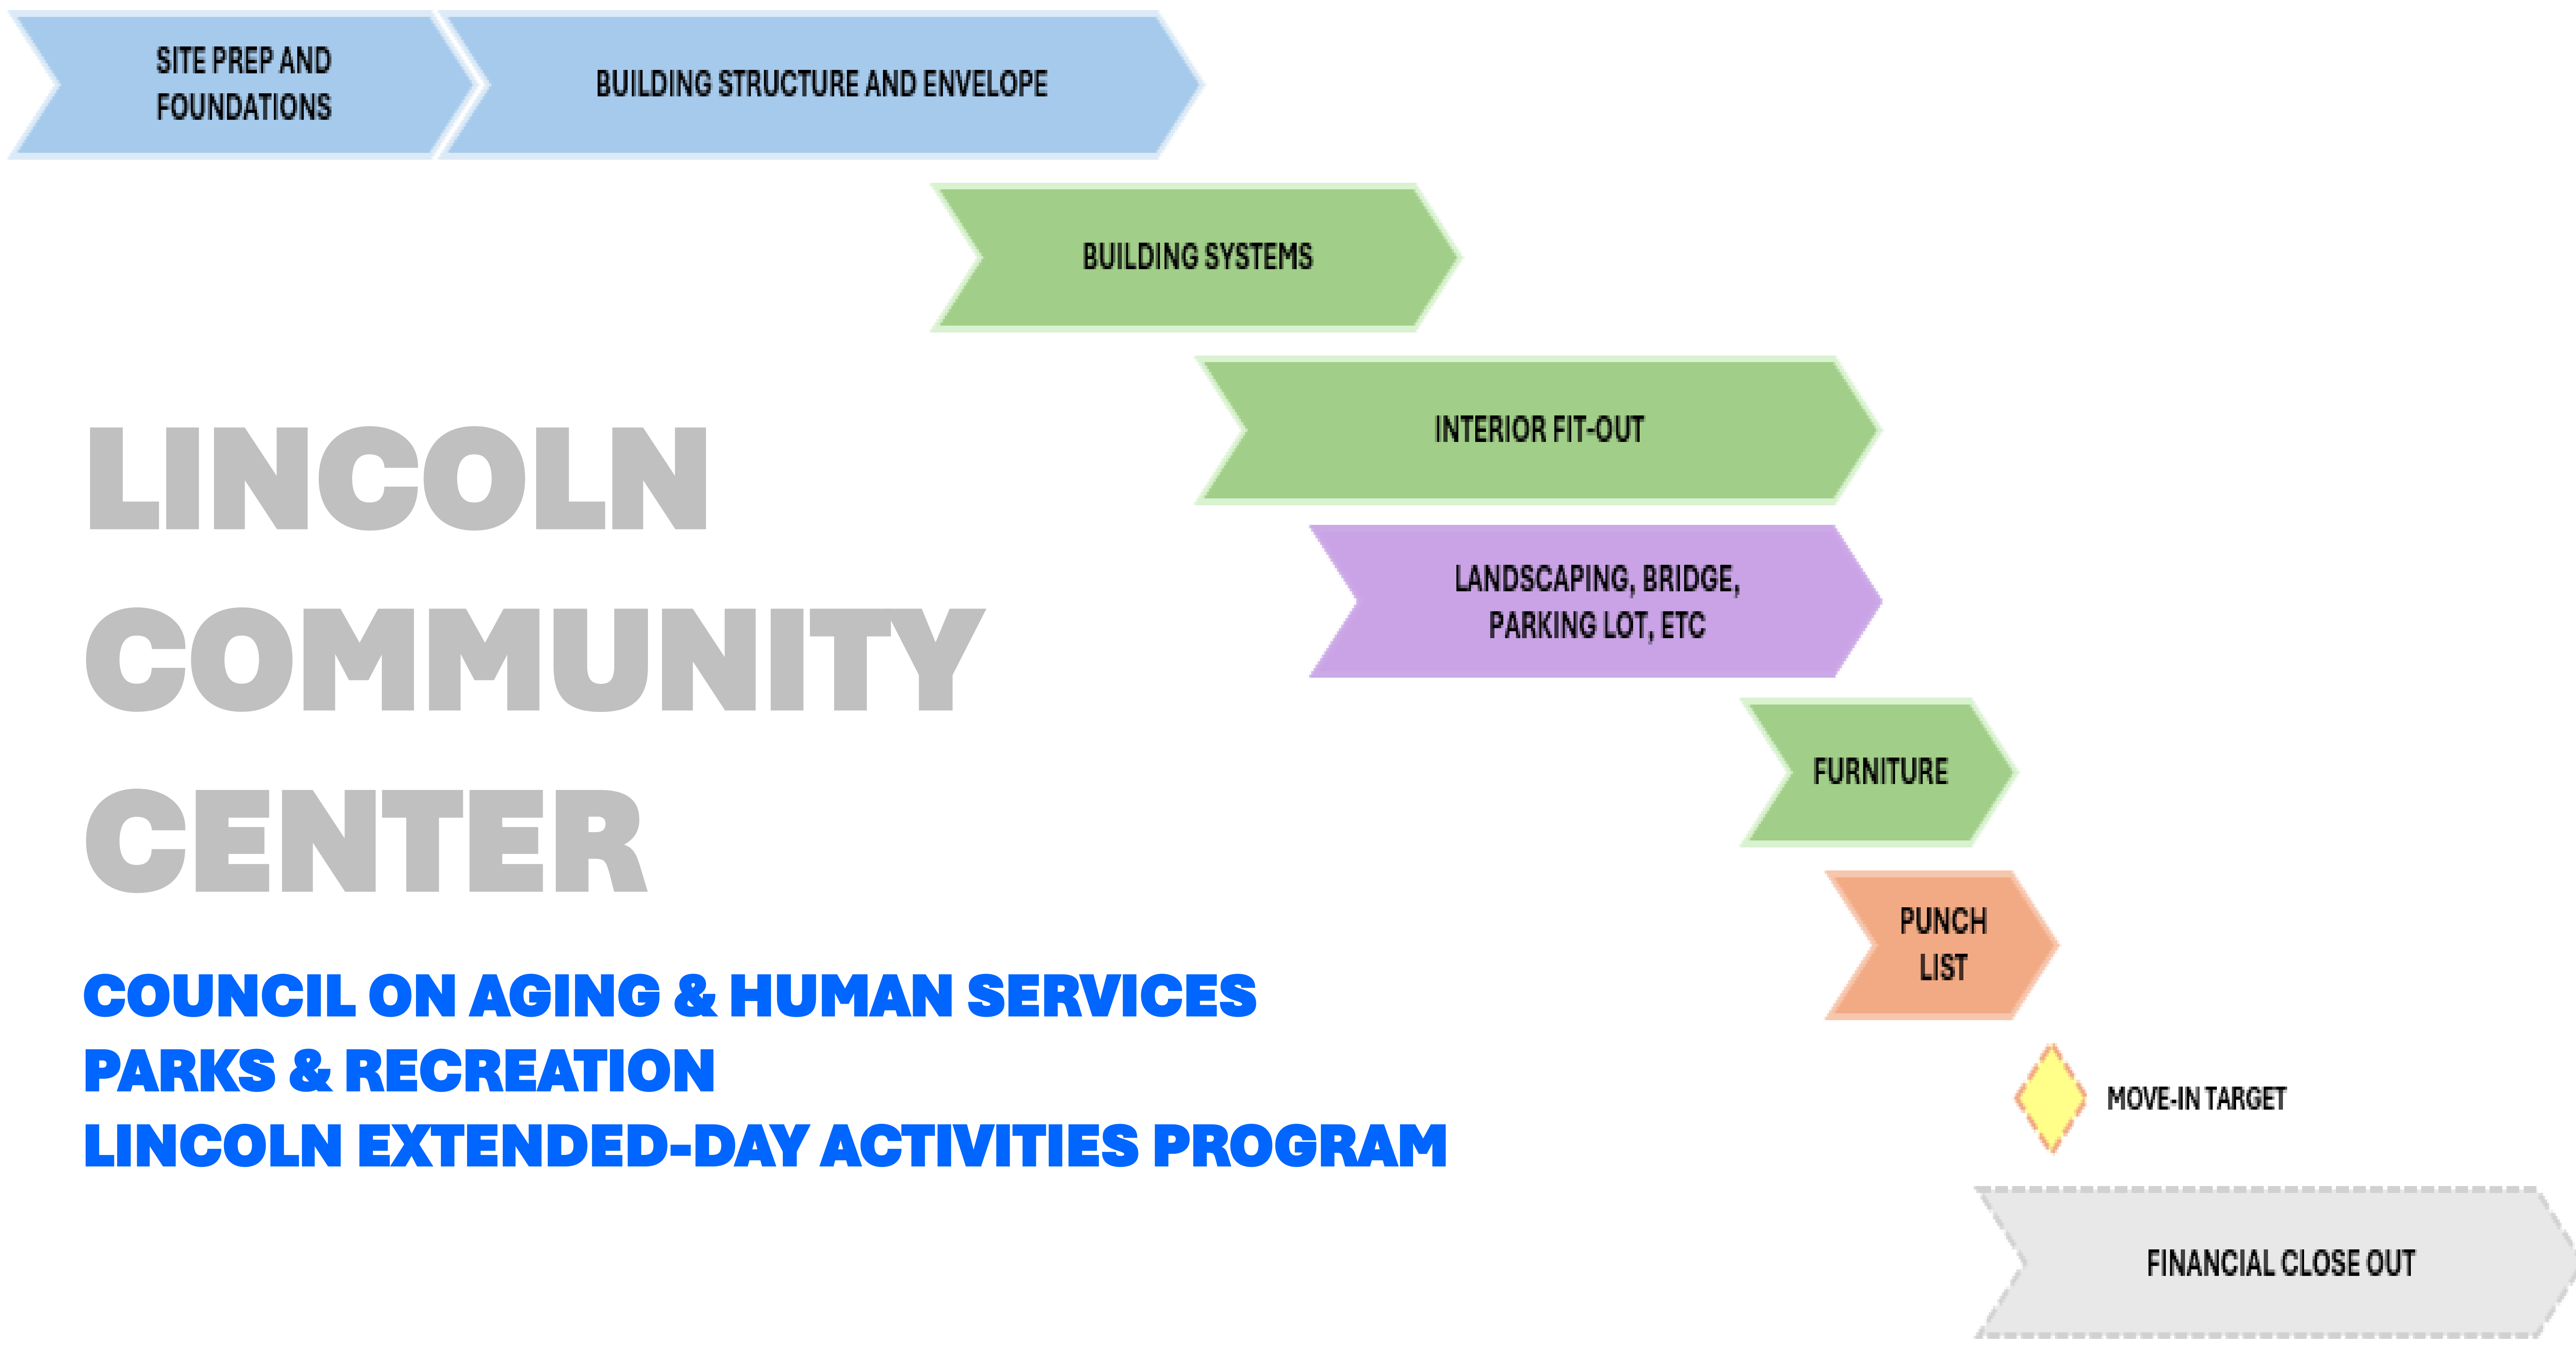 SITE PREP AND
FOUNDATIONS
BUILDING STRUCTURE AND ENVELOPE
BUILDING SYSTEMS
INTERIOR FIT-OUT
LANDSCAPING, BRIDGE,
PARKING LOT, ETC
FURNITURE
PUNCH
LIST
MOVE-IN TARGET
FINANCIAL CLOSE OUT
LINCOLN
COMMUNITY
CENTER
COUNCIL ON AGING & HUMAN SERVICES
PARKS & RECREATION
LINCOLN EXTENDED-DAY ACTIVITIES PROGRAM